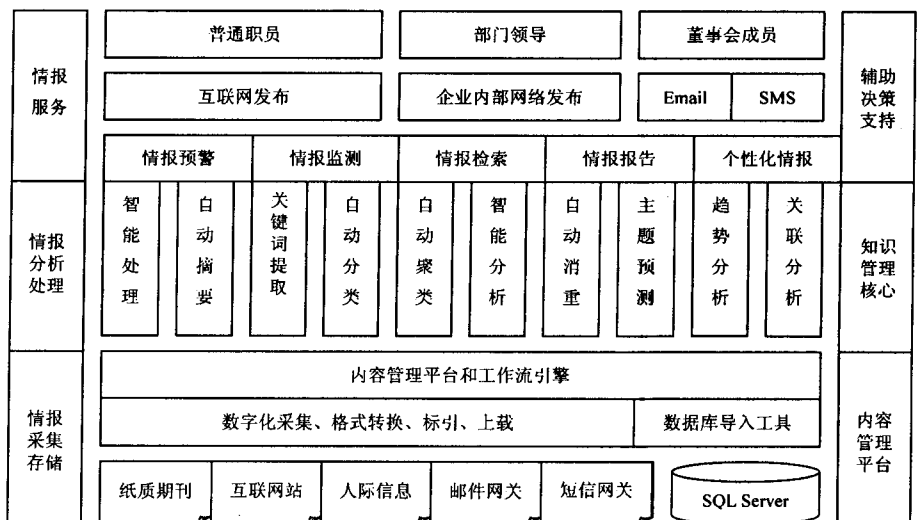 情报
服务
普通职员
部门领导
董事会成员
互联网发布
企业内部网络发布
Email
SMS
情报预警
情报监测
情报检索
情报报告
个性化情报
辅助
决策
支持
情报
分析
处理
智能处理
自动摘要
关键词提取
自动分类
自动聚类
智能分析
自动消重
主题预测
趋势分析
关联分析
知识
管理
核心
情报
采集
存储
内容管理平台和工作流引擎
数字化采集、格式转换、标引、上载
数据库导入工具
纸质期刊
互联网站
人际信息
邮件网关
短信网关
SQL Server
内容
管理
平台